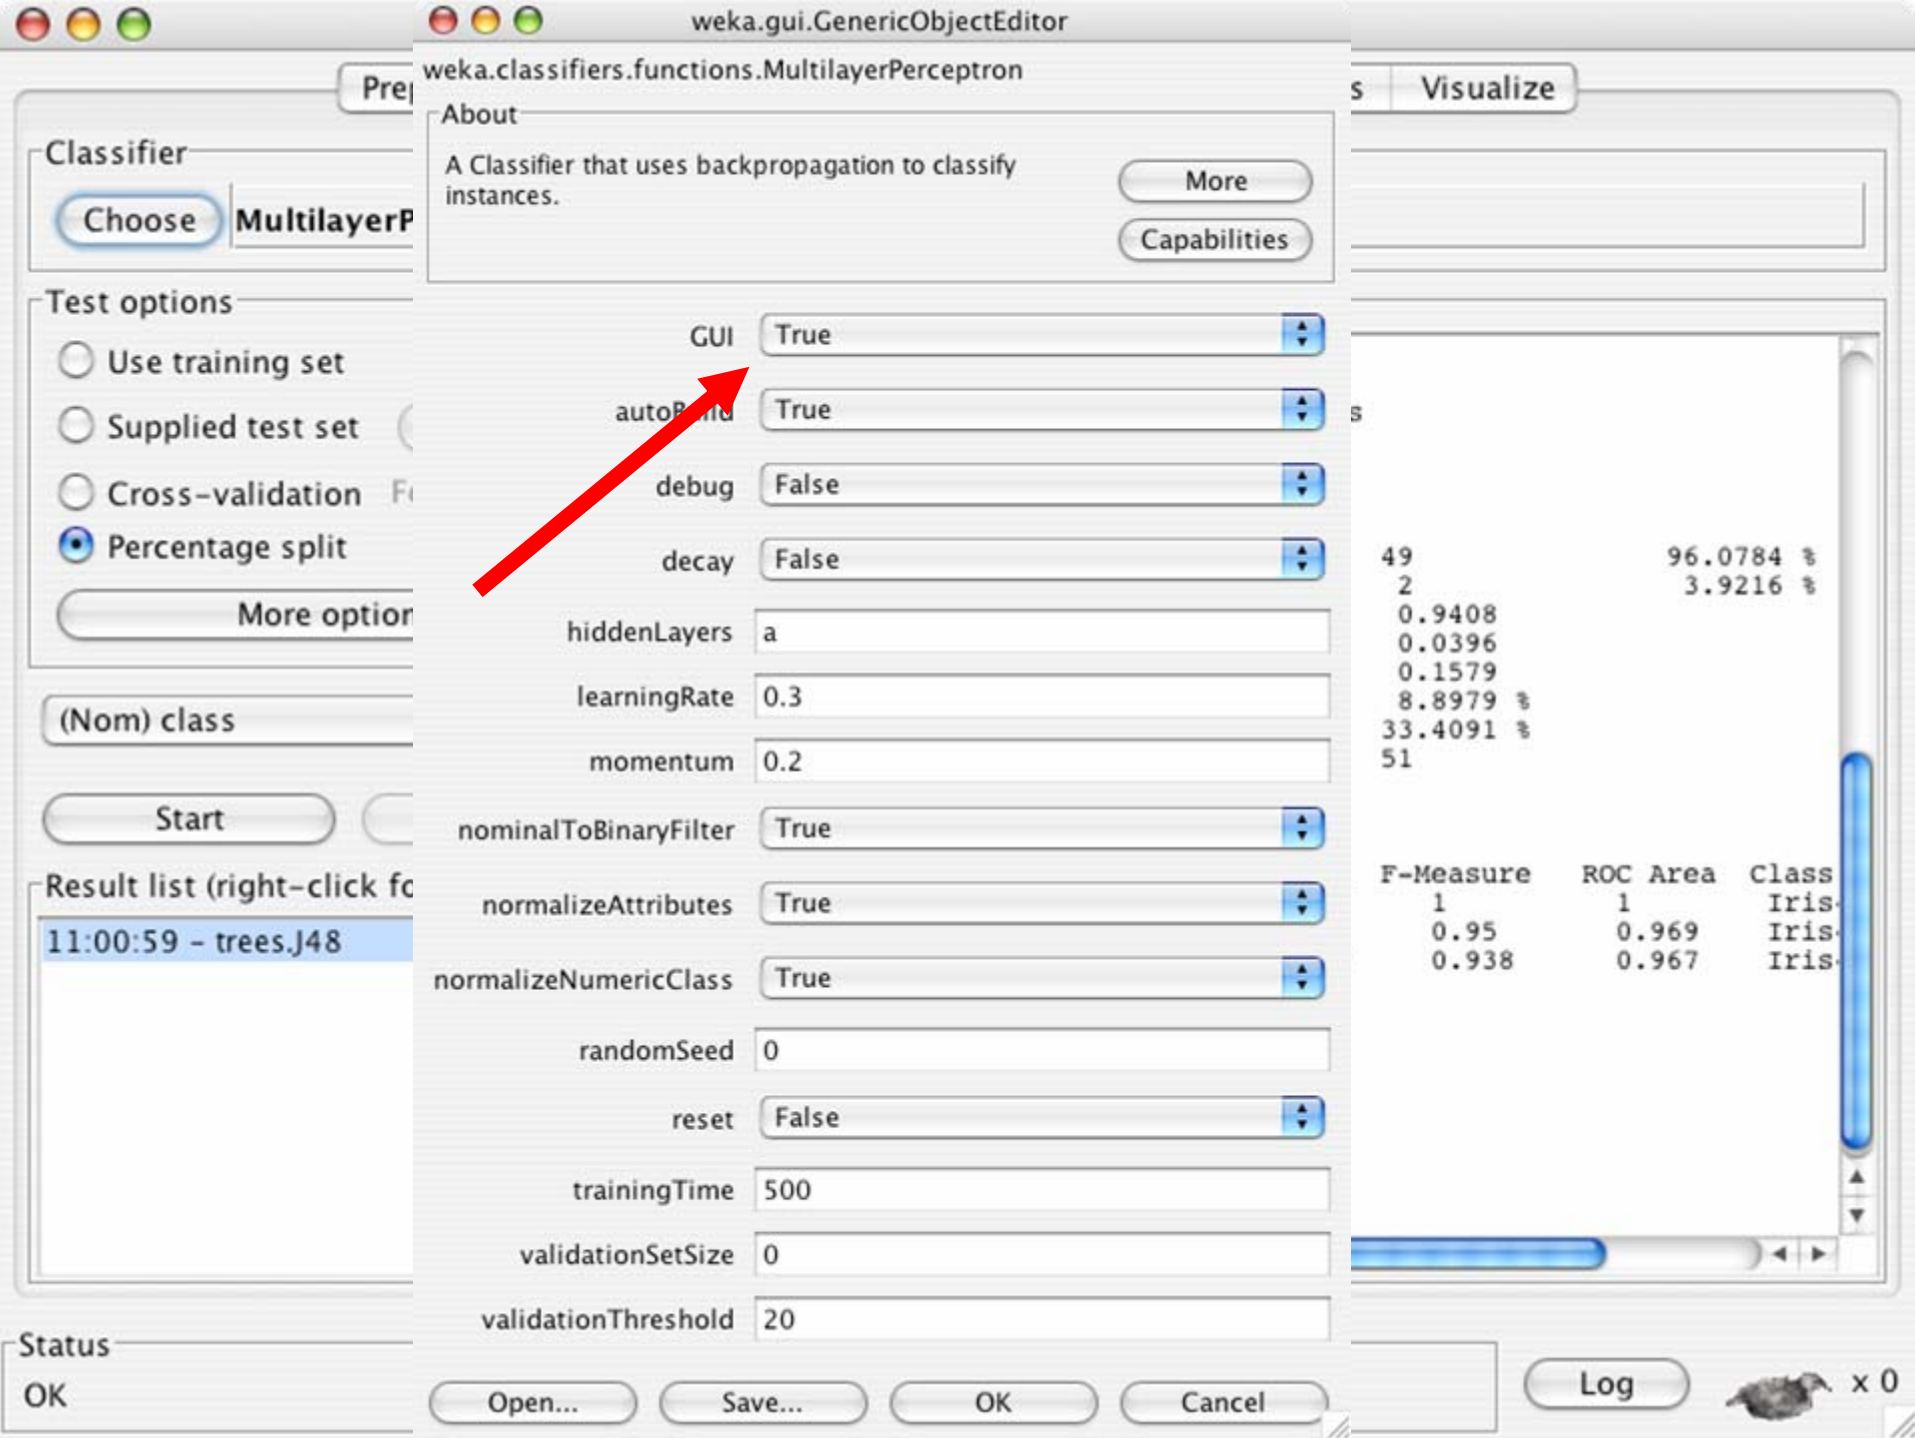 weka.gui.GenericObjectEditor
weka.classifiers.functions.MultilayerPerceptron
About
A Classifier that uses backpropagation to classify
instances.
More
Capabilities
GUI True
autoBuild True
debug False
decay False
hiddenLayers a
learningRate 0.3
momentum 0.2
nominalToBinaryFilter True
normalizeAttributes True
normalizeNumericClass True
randomSeed 0
reset False
trainingTime 500
validationSetSize 0
validationThreshold 20
Open... Save... OK Cancel
Prep
Classifier
Choose MultilayerP
Test options
Use training set
Supplied test set
Cross-validation Fo
Percentage split
More option
(Nom) class
Start
Result list (right-click fo
11:00:59 - trees.J48
Status
OK
s Visualize
s
49 96.0784 %
2 3.9216 %
0.9408
0.0396
0.1579
8.8979 %
33.4091 %
51
F-Measure ROC Area Class
1 1 Iris-
0.95 0.969 Iris-
0.938 0.967 Iris-
Log x 0